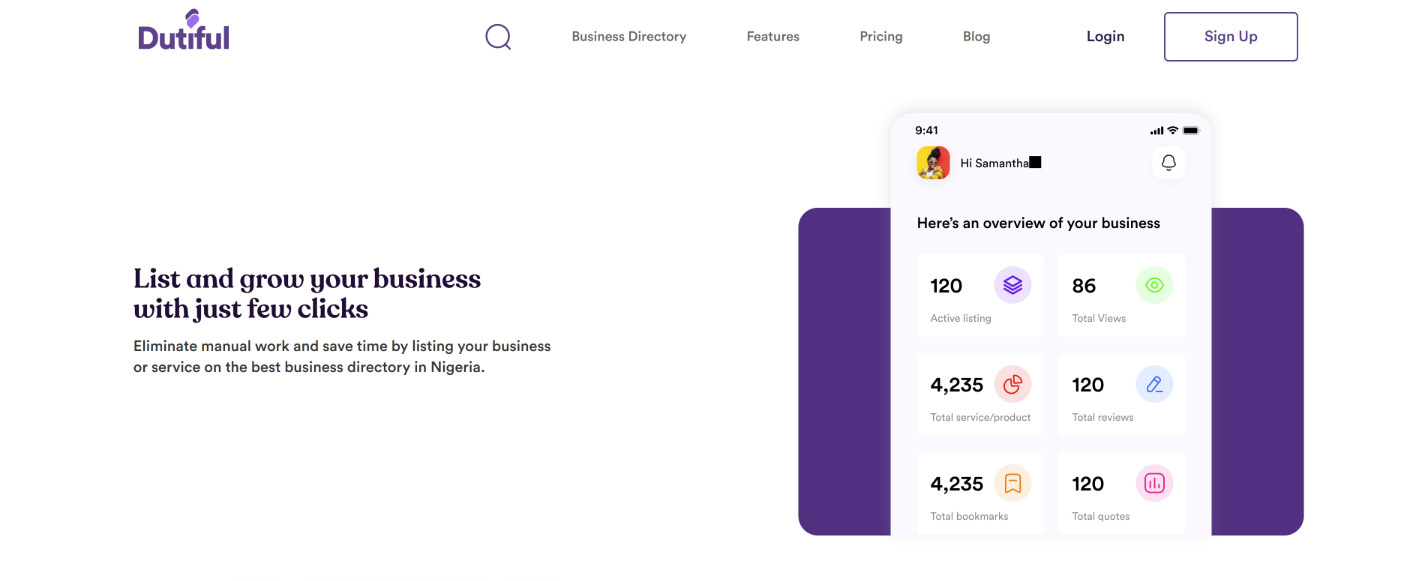 Dutiful
Business Directory
Features
Pricing
Blog
Login
Sign Up
List and grow your business
with just few clicks
Eliminate manual work and save time by listing your business
or service on the best business directory in Nigeria.
9:41
Hi Samantha
Here's an overview of your business
120
Active listing
86
Total Views
4,235
Total service/product
120
Total reviews
4,235
Total bookmarks
120
Total quotes